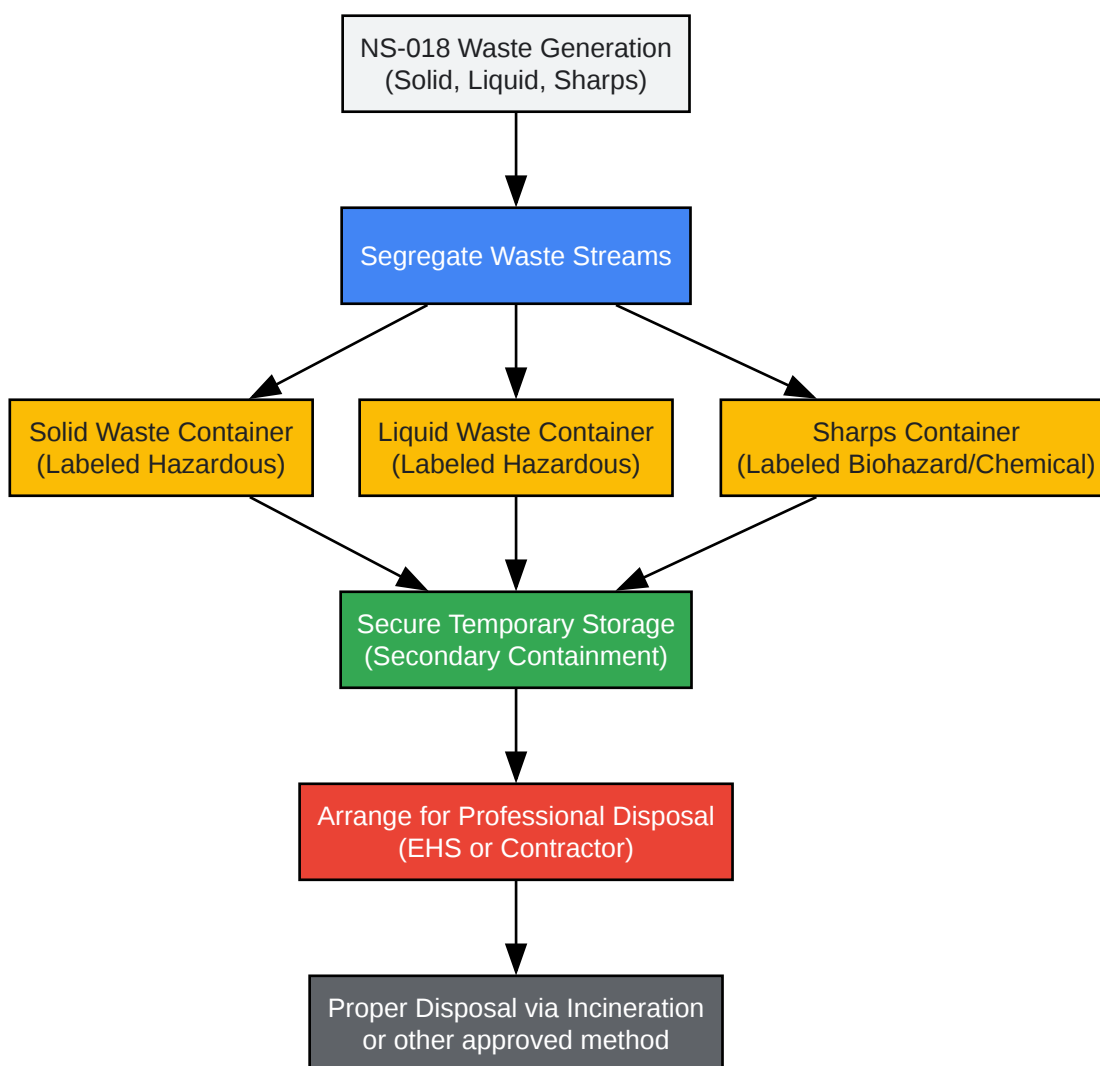 NS-018 Waste Generation
(Solid, Liquid, Sharps)
Segregate Waste Streams
Solid Waste Container
(Labeled Hazardous)
Liquid Waste Container
(Labeled Hazardous)
Sharps Container
(Labeled Biohazard/Chemical)
Secure Temporary Storage
(Secondary Containment)
Arrange for Professional Disposal
(EHS or Contractor)
Proper Disposal via Incineration
or other approved method